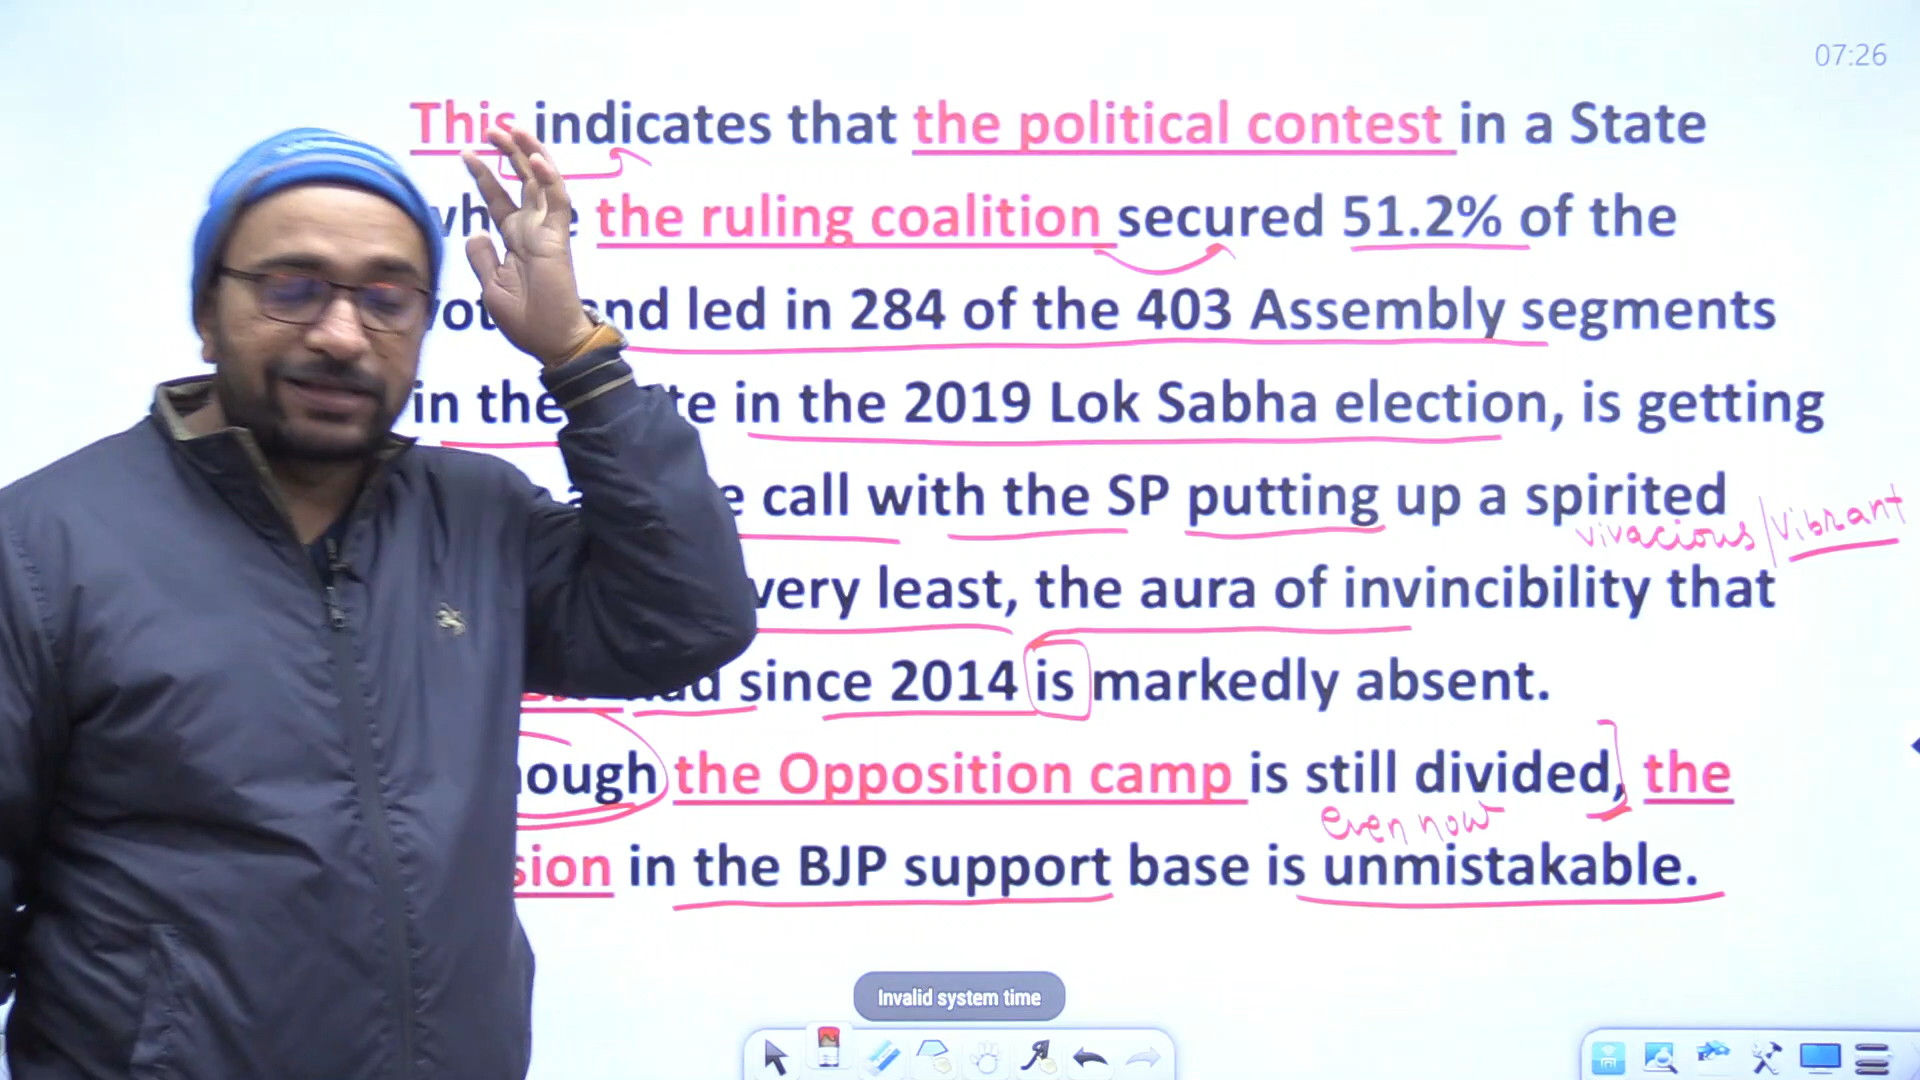 07:26
This indicates that the political contest in a State
the ruling coalition secured 51.2% of the
and led in 284 of the 403 Assembly segments
in the in the 2019 Lok Sabha election, is getting
call with the SP putting up a spirited
vivacious/Vibrant
very least, the aura of invincibility that
had since 2014 is markedly absent.
the Opposition camp is still divided, the
even now
in the BJP support base is unmistakable.
Invalid system time